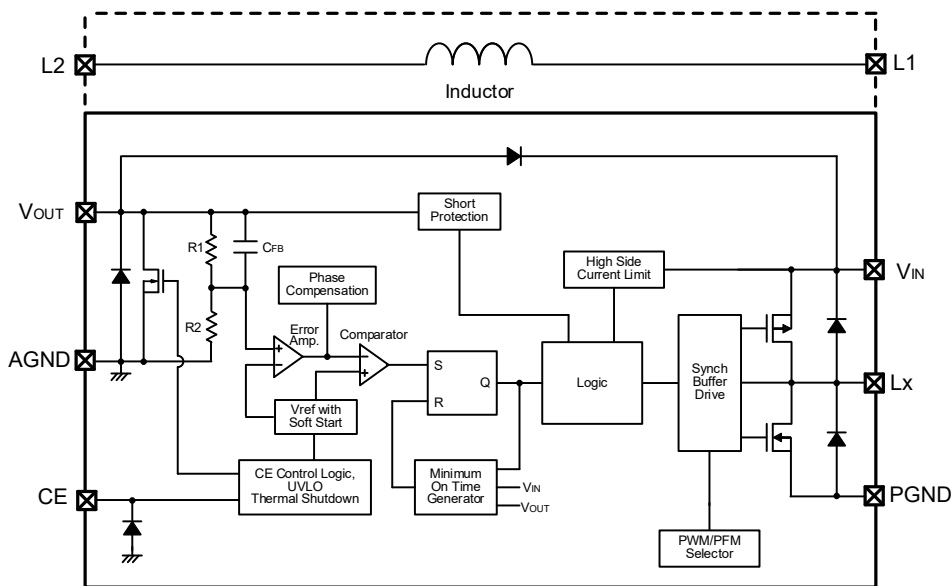 L2
L1
Inductor
VOUT
Short
Protection
R1
CFB
High Side
Current Limit
VIN
Phase
Compensation
R2
Error
Amp.
Comparator
AGND
S
Q
R
Logic
Synch
Buffer
Drive
Lx
Vref with
Soft Start
CE Control Logic,
UVLO
Thermal Shutdown
Minimum
On Time
Generator
VIN
VOUT
CE
PGND
PWM/PFM
Selector